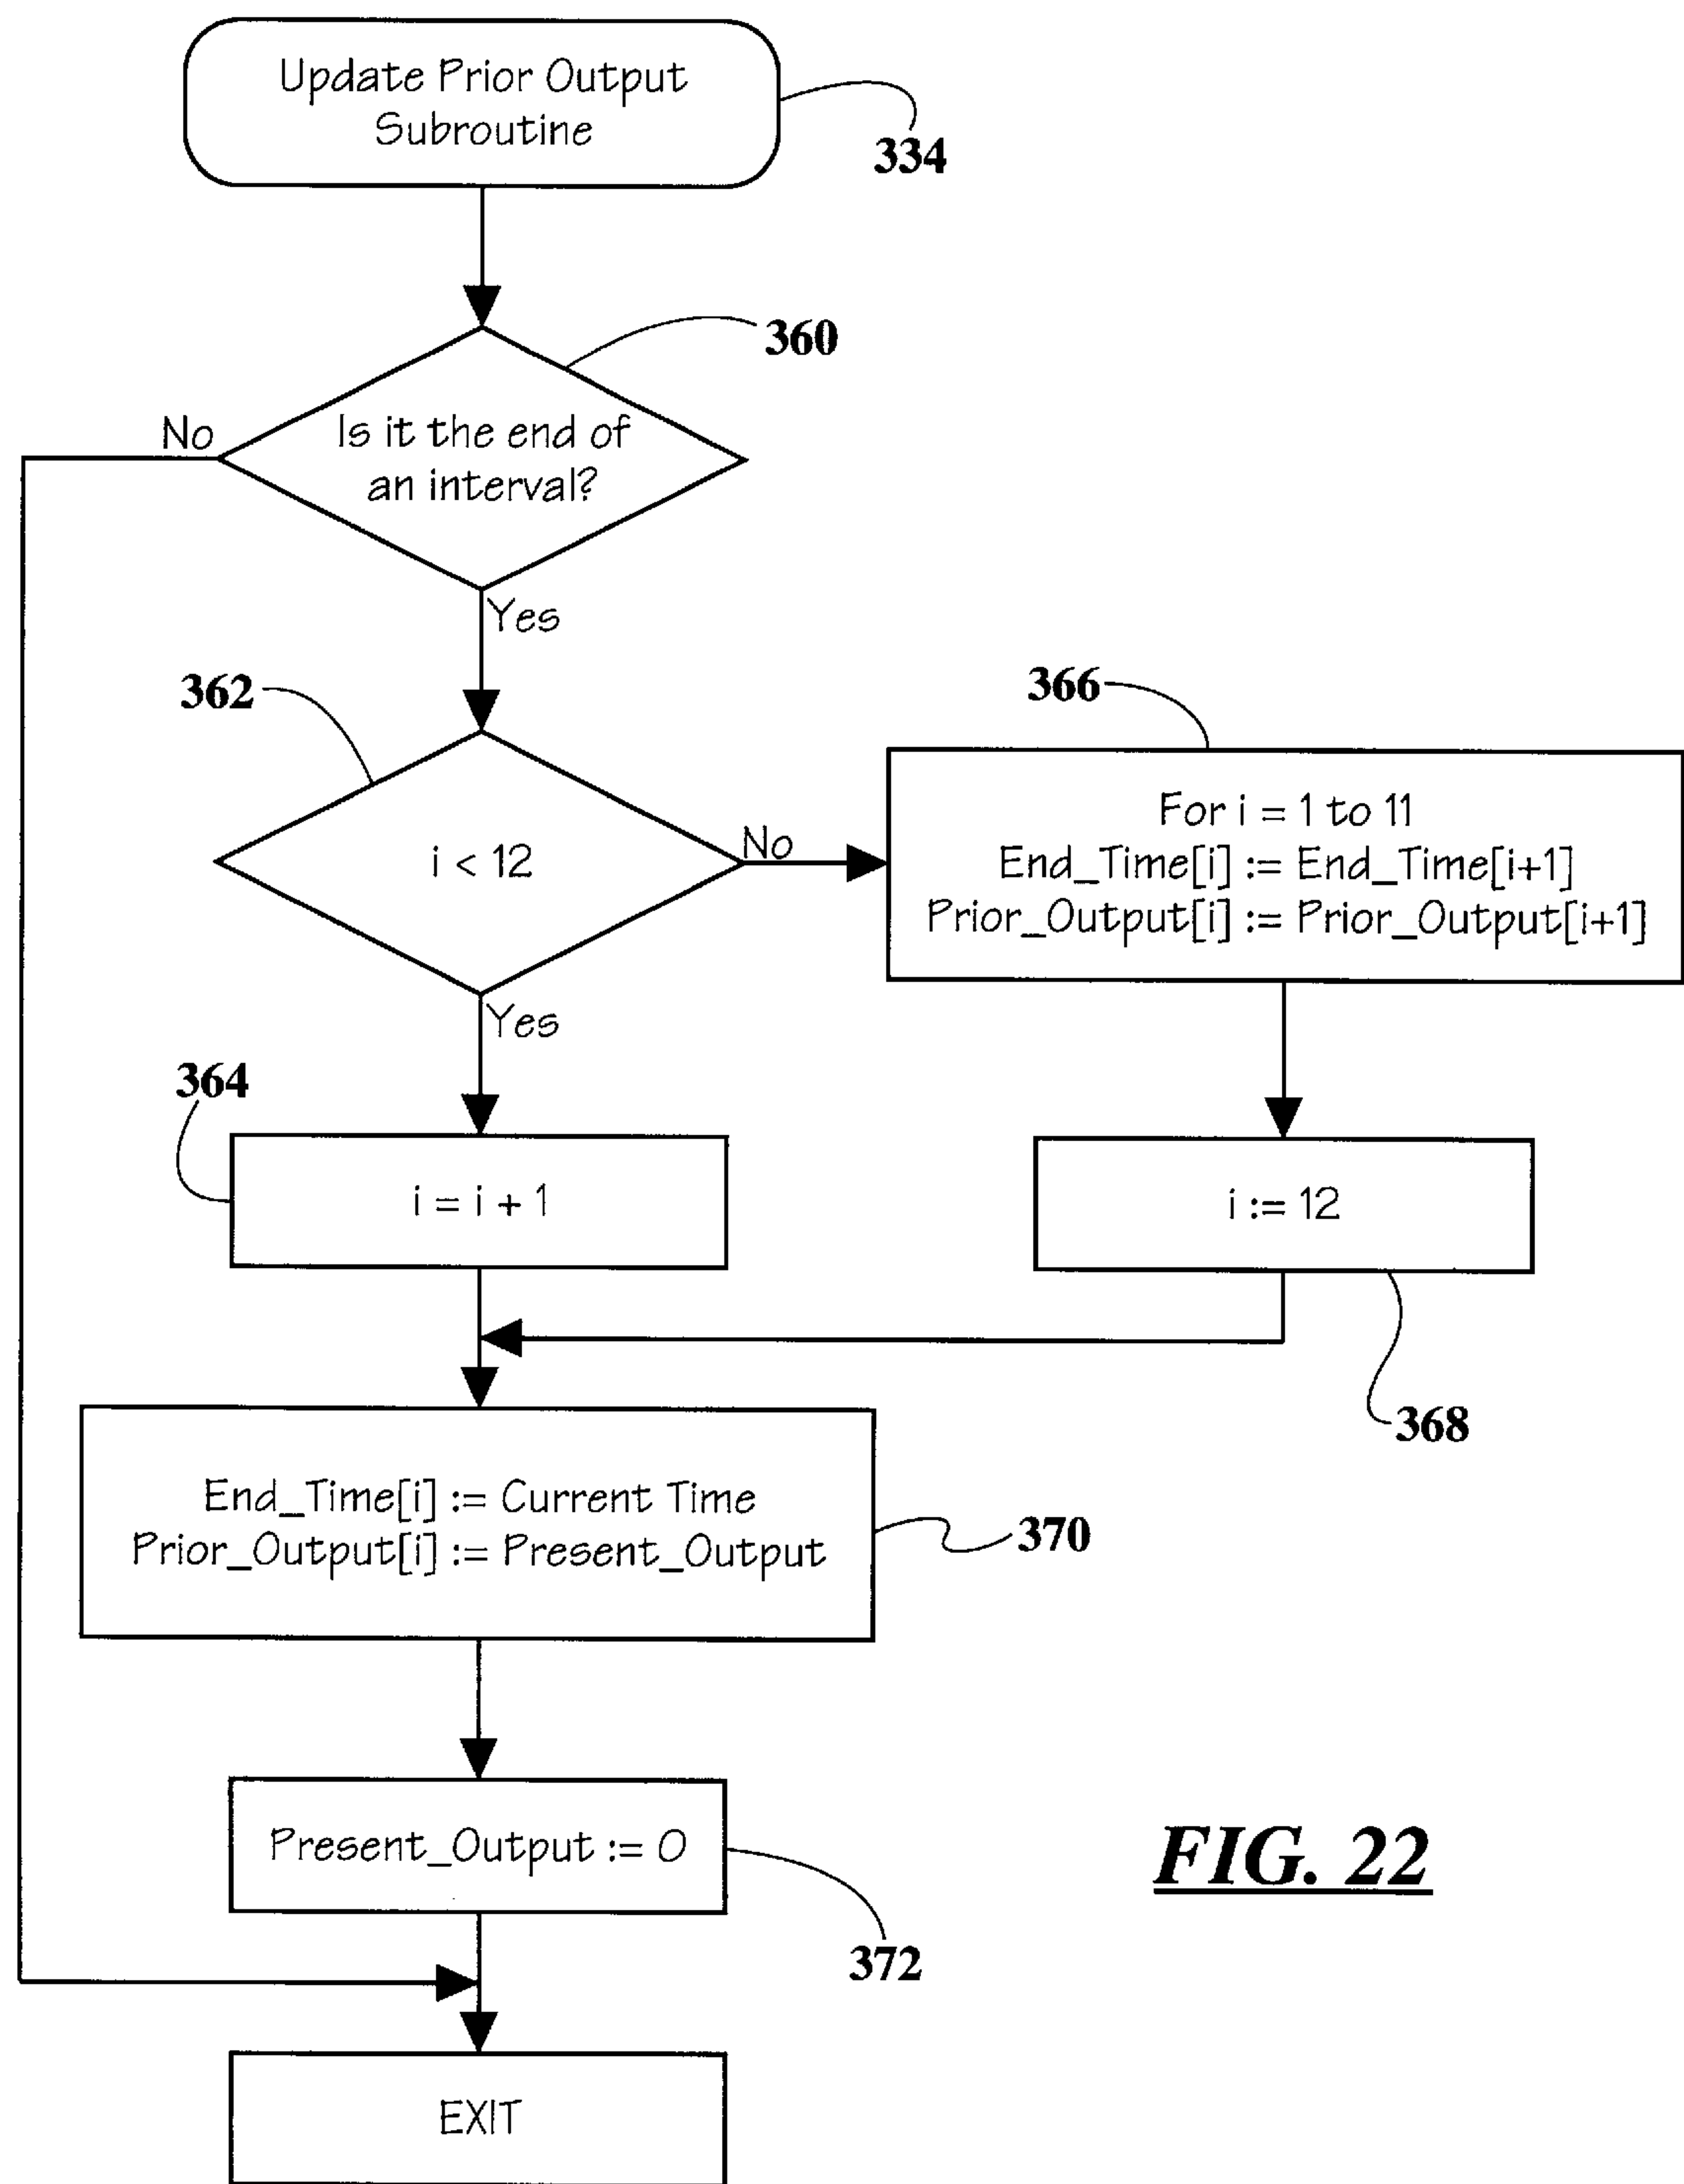 Update Prior Output
Subroutine
334
360
No
Is it the end of
an interval?
Yes
362
366
i < 12
No
For i = 1 to 11
End_Time[i] := End_Time[i+1]
Prior_Output[i] := Prior_Output[i+1]
Yes
364
i = i + 1
i := 12
368
End_Time[i] := Current Time
Prior_Output[i] := Present_Output
370
Present_Output := 0
372
FIG. 22
EXIT